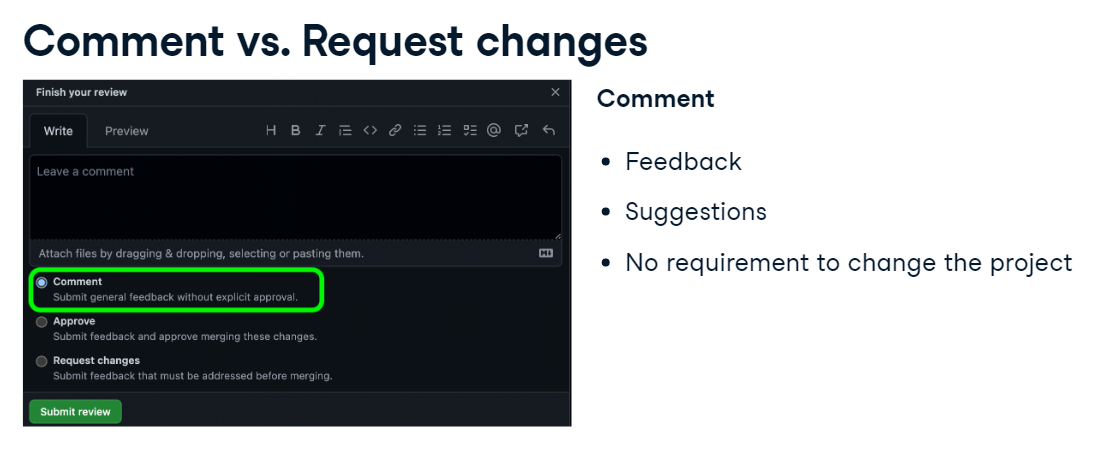 Comment vs. Request changes
Finish your review
Write
Preview
Leave a comment
Attach files by dragging & dropping, selecting or pasting them.
Comment
Submit general feedback without explicit approval.
Approve
Submit feedback and approve merging these changes.
Request changes
Submit feedback that must be addressed before merging.
Submit review
Comment
• Feedback
• Suggestions
• No requirement to change the project